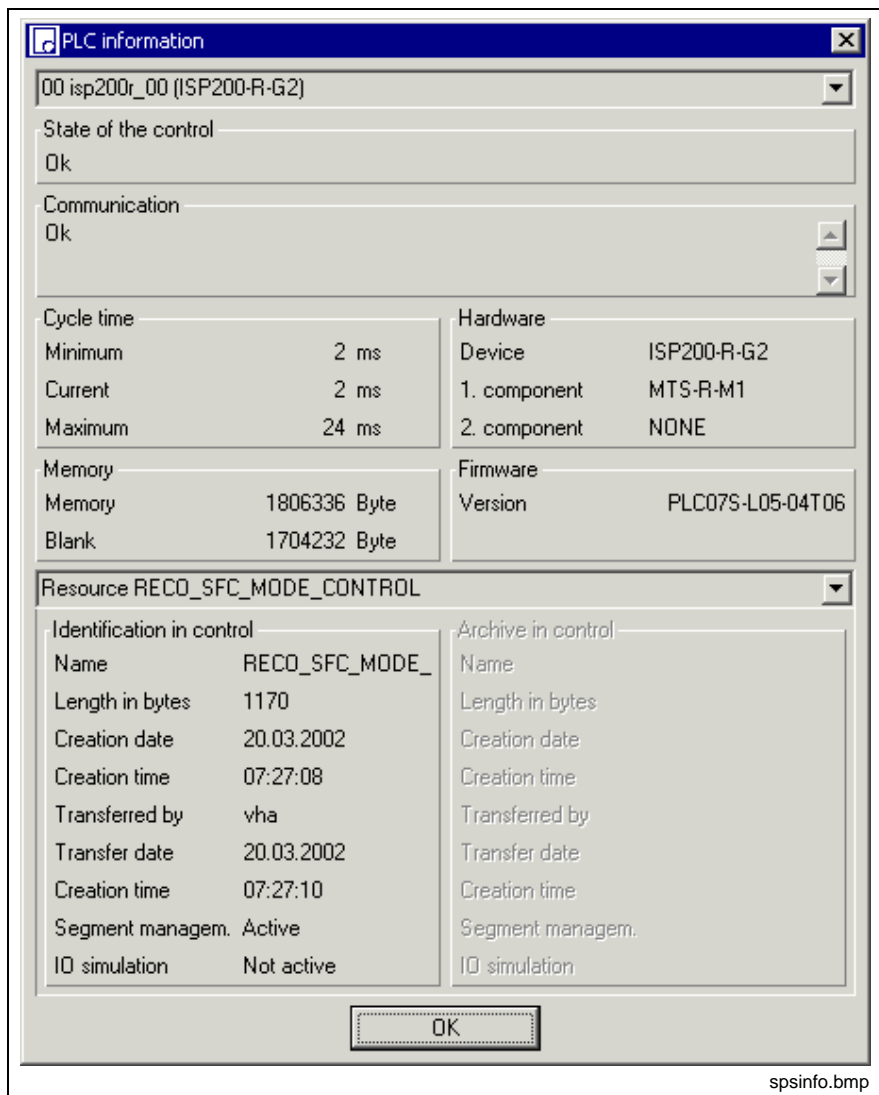 PLC information
00 isp200r_00 (ISP200-R-G2)
State of the control
Ok
Communication
Ok
Cycle time
Minimum 2 ms
Current 2 ms
Maximum 24 ms
Hardware
Device ISP200-R-G2
1. component MTS-R-M1
2. component NONE
Memory
Memory 1806336 Byte
Blank 1704232 Byte
Firmware
Version PLC07S-L05-04T06
Resource RECO_SFC_MODE_CONTROL
Identification in control
Name RECO_SFC_MODE_
Length in bytes 1170
Creation date 20.03.2002
Creation time 07:27:08
Transferred by vha
Transfer date 20.03.2002
Creation time 07:27:10
Segment managem. Active
IO simulation Not active
Archive in control
Name
Length in bytes
Creation date
Creation time
Transferred by
Transfer date
Creation time
Segment managem.
IO simulation
OK
spsinfo.bmp